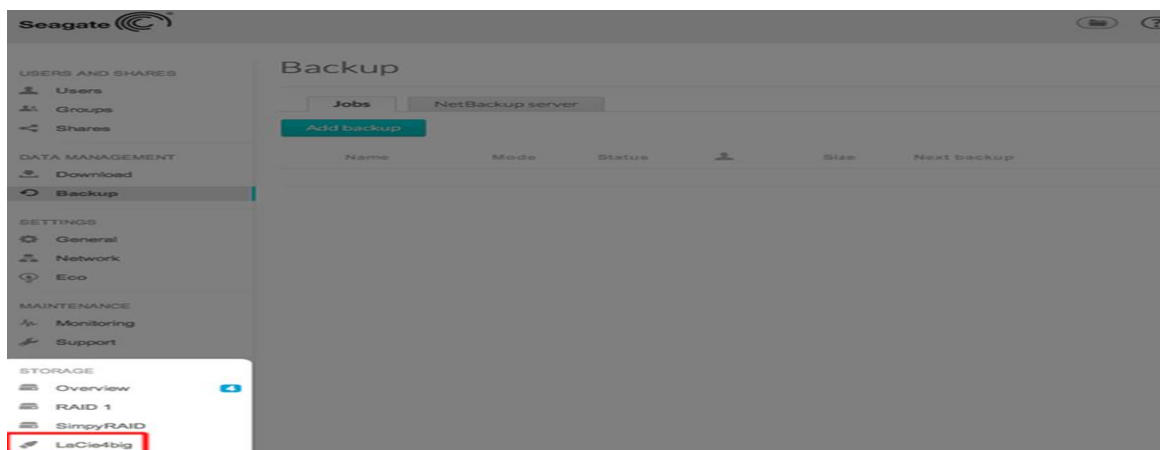 Seagate
USERS AND SHARES
Users
Groups
Shares
DATA MANAGEMENT
Download
Backup
SETTINGS
General
Network
Eco
MAINTENANCE
Monitoring
Support
STORAGE
Overview 4
RAID 1
SimpyRAID
LaCie4big
Backup
Jobs NetBackup server
Add backup
Name Mode Status Size Next backup